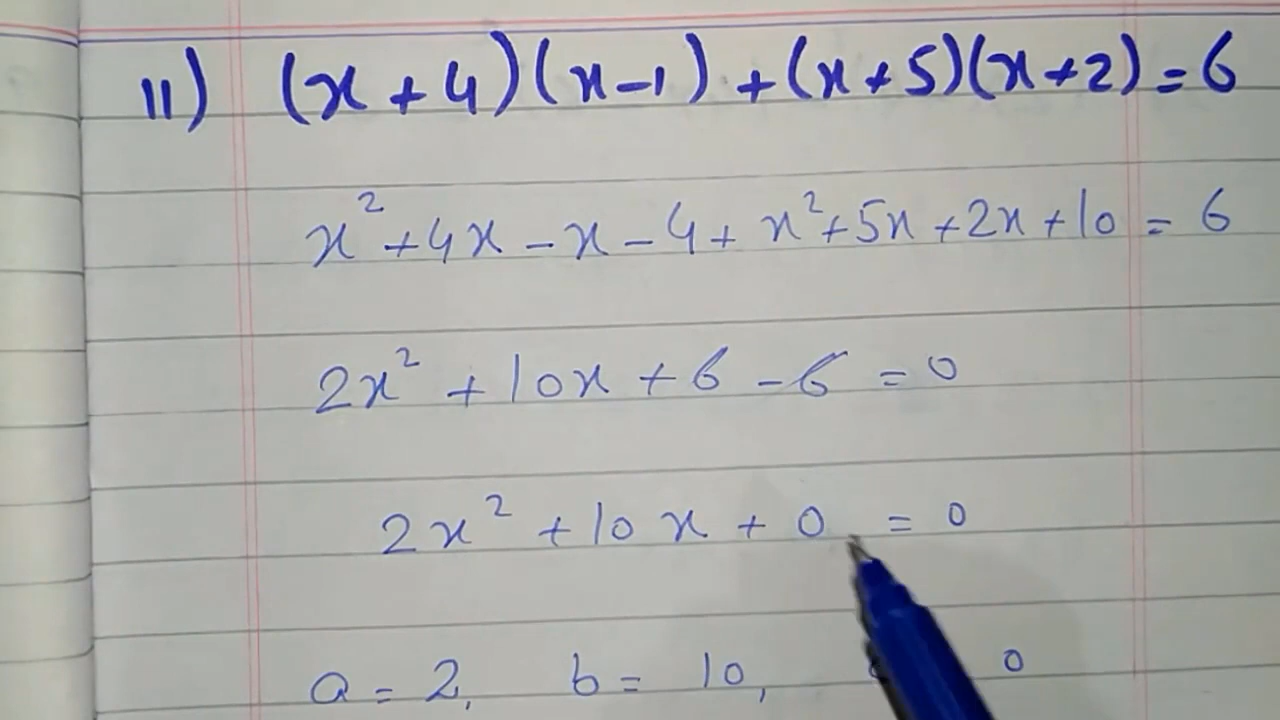 11) (x + 4)(x - 1) + (x + 5)(x + 2) = 6
x² + 4x - x - 4 + x² + 5x + 2x + 10 = 6
2x² + 10x + 6 - 6 = 0
2x² + 10x + 0 = 0
a = 2, b = 10, 0